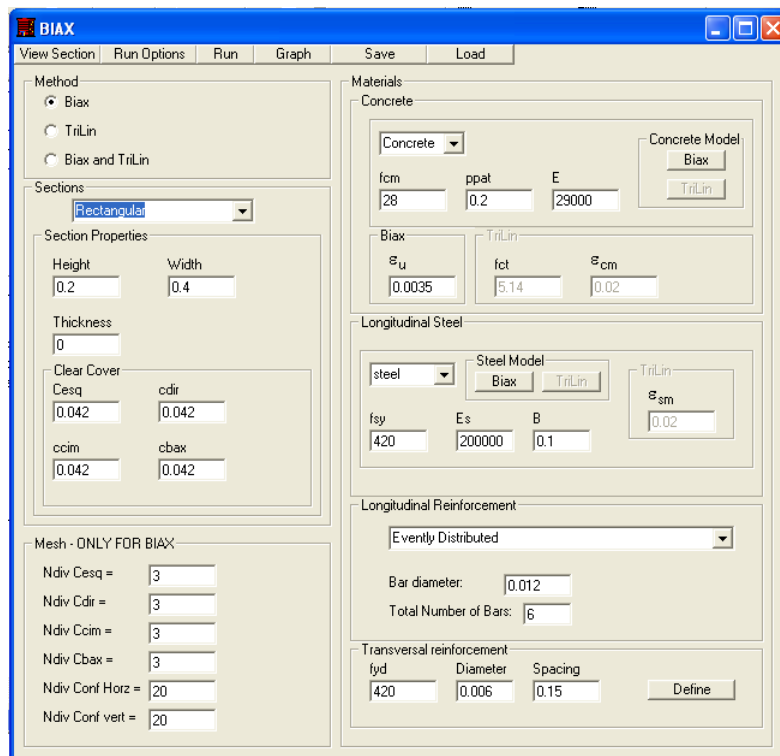 BIAX
View Section Run Options Run Graph Save Load
Method
Biax
TriLin
Biax and TriLin
Sections
Rectangular
Section Properties
Height Width
0.2 0.4
Thickness
0
Clear Cover
Cesq cdir
0.042 0.042
ccim cbax
0.042 0.042
Mesh - ONLY FOR BIAX
Ndiv Cesq = 3
Ndiv Cdir = 3
Ndiv Ccim = 3
Ndiv Cbax = 3
Ndiv Conf Horz = 20
Ndiv Conf vert = 20
Materials
Concrete
Concrete
Concrete Model
Biax
TriLin
fcm ppat E
28 0.2 29000
Biax
εu
0.0035
TriLin
fct εcm
5.14 0.02
Longitudinal Steel
steel
Steel Model
Biax TriLin
TriLin
εsm
0.02
fsy Es B
420 200000 0.1
Longitudinal Reinforcement
Evently Distributed
Bar diameter: 0.012
Total Number of Bars: 6
Transversal reinforcement
fyd Diameter Spacing
420 0.006 0.15 Define